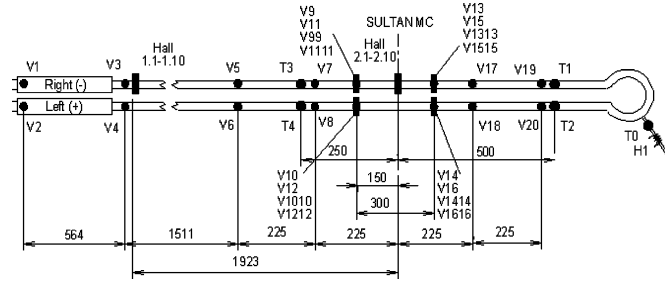 V9
V11
V99
V1111
SULTAN MC
V13
V15
V1313
V1515
Hall
1.1-1.10
Hall
2.1-2.10
V1
V3
V5
T3
V7
V17
V19
T1
Right (-)
Left (+)
V2
V4
V6
T4
V8
V18
V20
T2
T0
H1
250
500
V10
V12
V1010
V1212
150
300
V14
V16
V1414
V1616
564
1511
225
225
225
225
1923